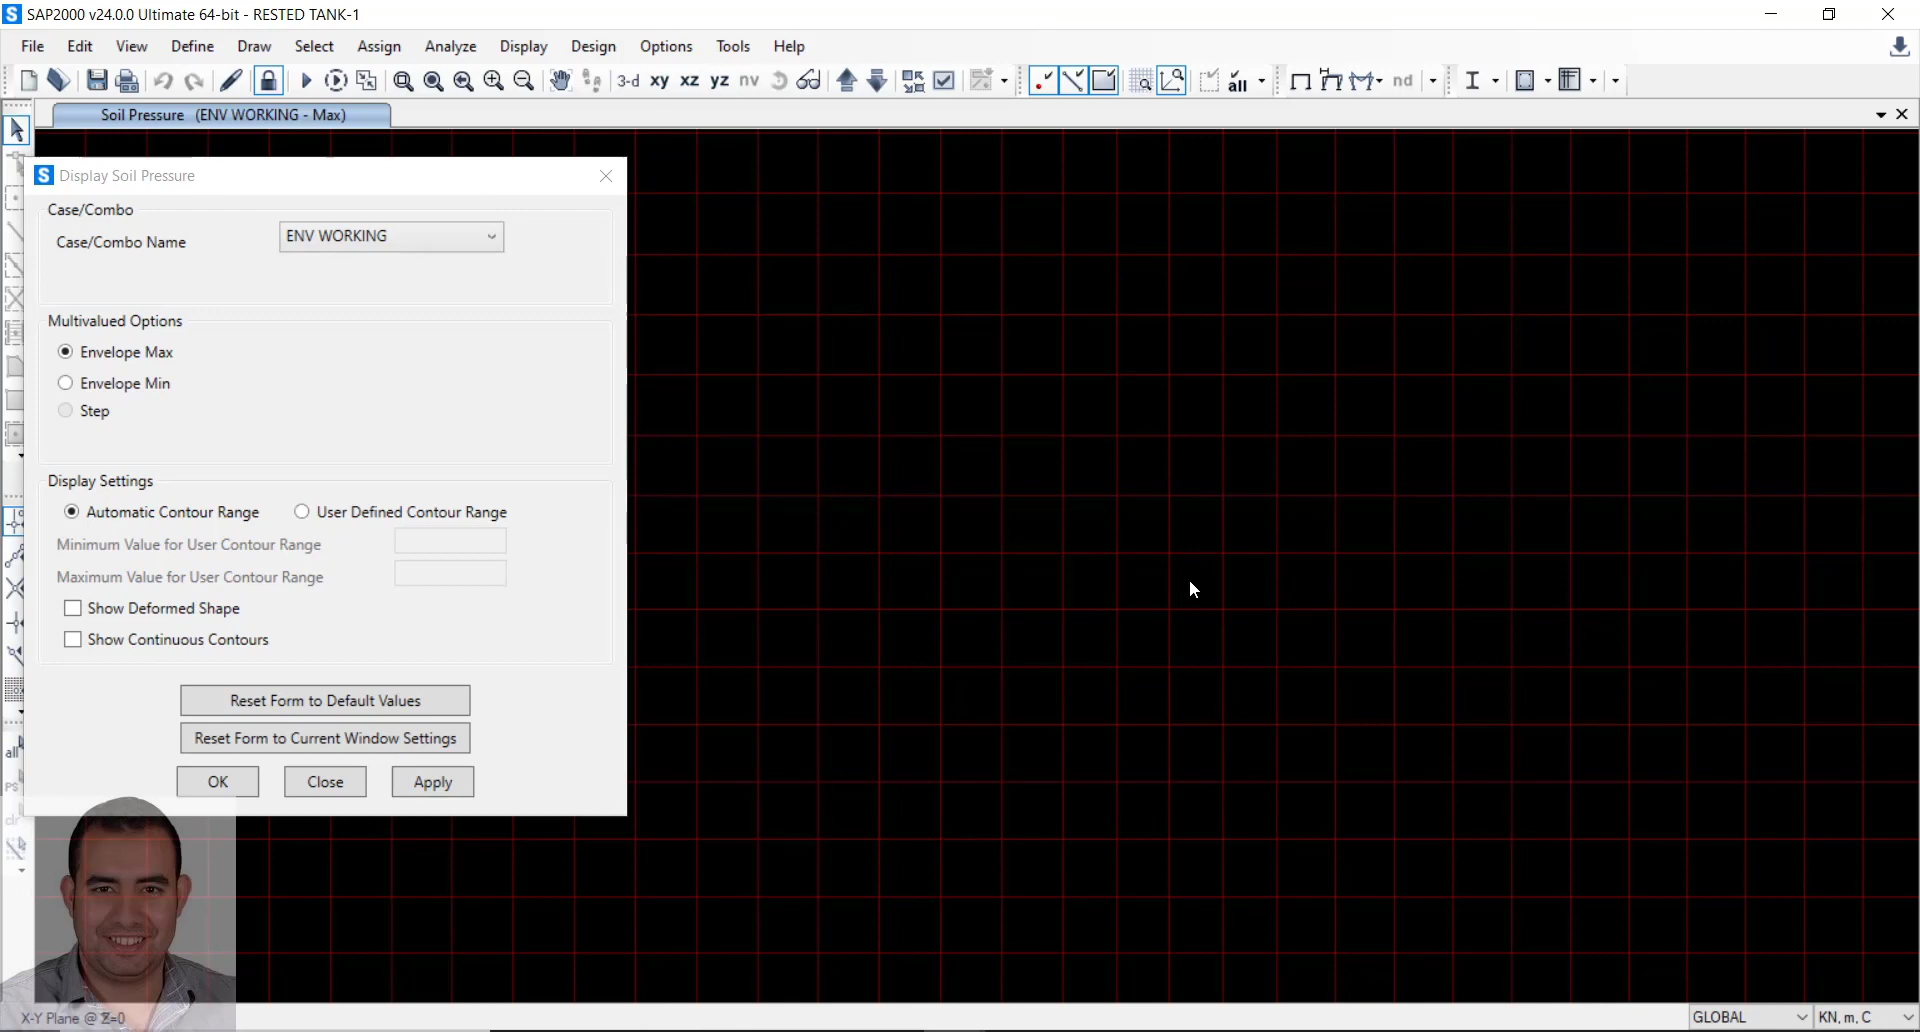 SAP2000 v24.0.0 Ultimate 64-bit - RESTED TANK-1
File Edit View Define Draw Select Assign Analyze Display Design Options Tools Help
3-d xy xz yz nv all nd
Soil Pressure (ENV WORKING - Max)
Display Soil Pressure
Case/Combo
Case/Combo Name ENV WORKING
Multivalued Options
Envelope Max
Envelope Min
Step
Display Settings
Automatic Contour Range User Defined Contour Range
Minimum Value for User Contour Range
Maximum Value for User Contour Range
Show Deformed Shape
Show Continuous Contours
Reset Form to Default Values
Reset Form to Current Window Settings
all
OK Close Apply
X-Y Plane @ Z=0
GLOBAL KN, m, C